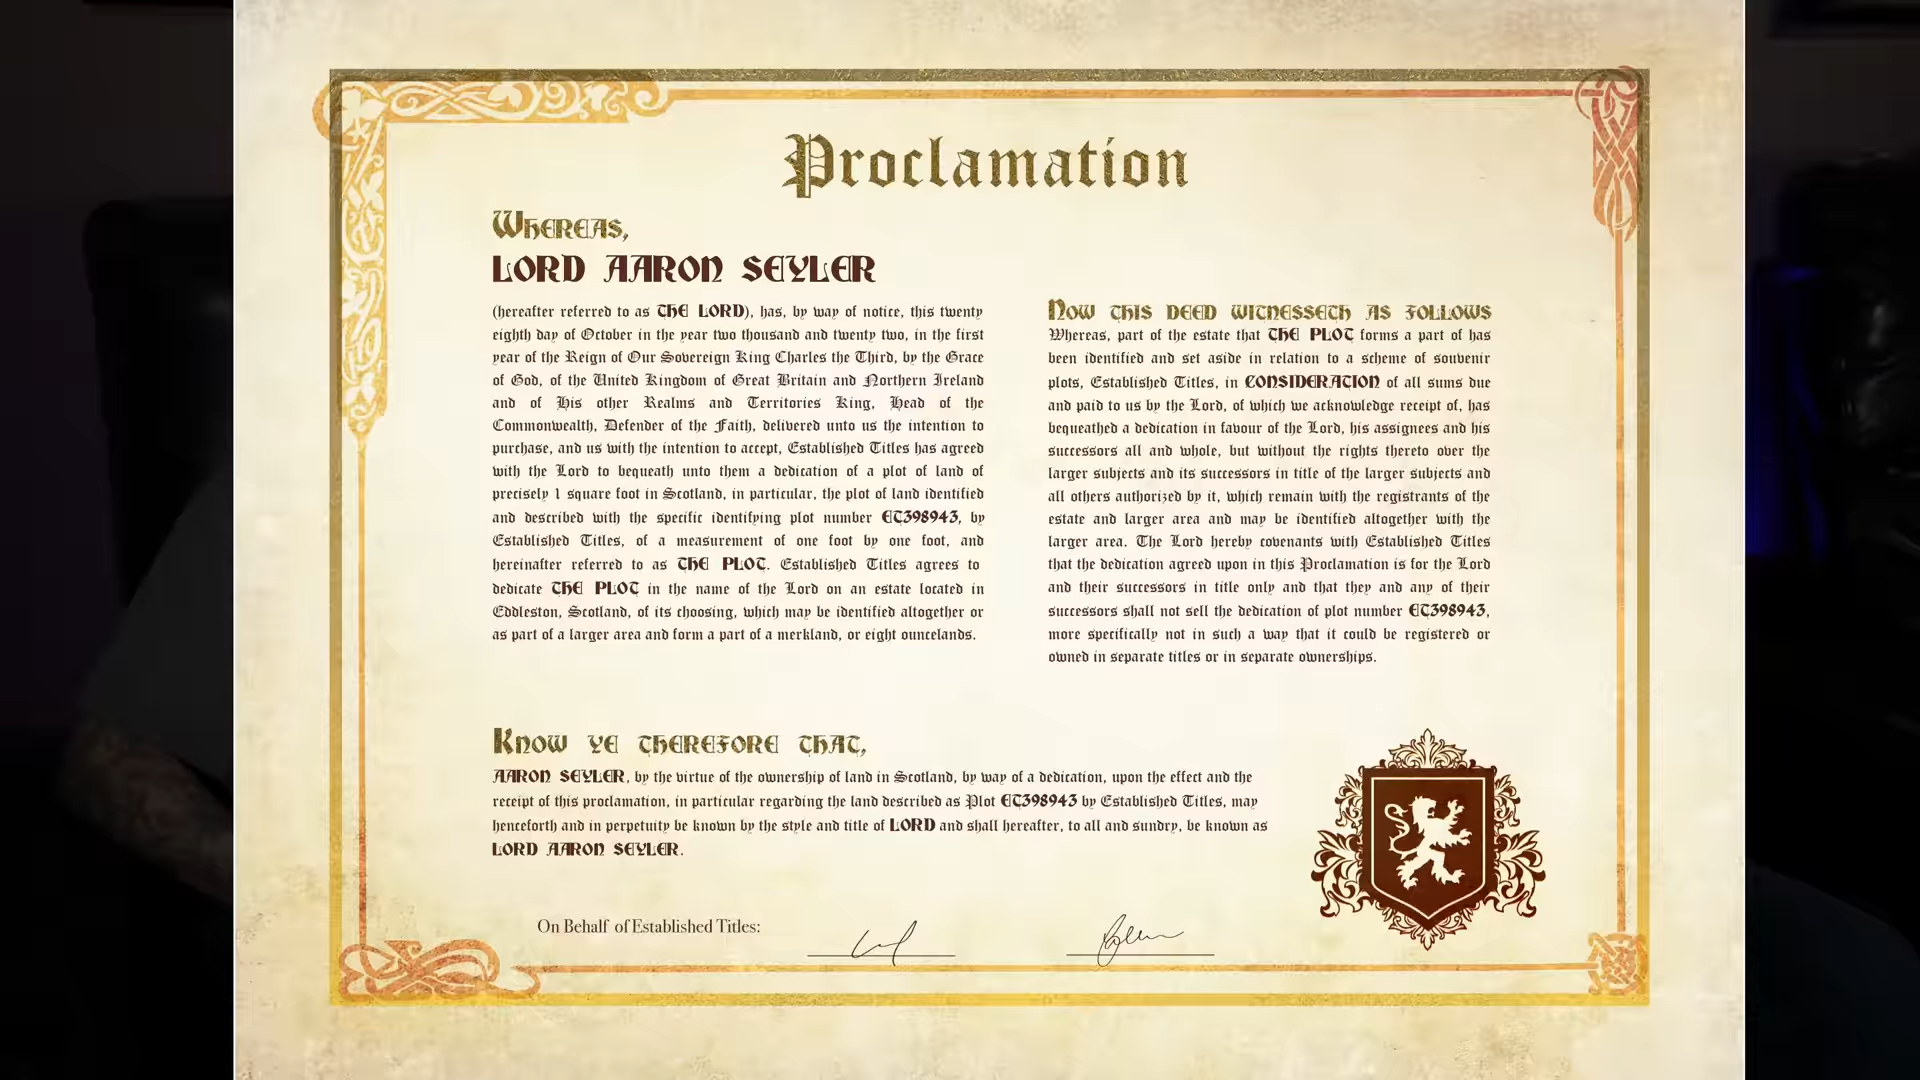 Proclamation
Whereas,
LORD AARON SEYLER
(hereafter referred to as THE LORD), has, by way of notice, this twenty
eighth day of October in the year two thousand and twenty two, in the first
year of the Reign of Our Sovereign King Charles the Third, by the Grace
of God, of the United Kingdom of Great Britain and Northern Ireland
and of His other Realms and Territories King, Head of the
Commonwealth, Defender of the Faith, delivered unto us the intention to
purchase, and us with the intention to accept, Established Titles has agreed
with the Lord to bequeath unto them a dedication of a plot of land of
precisely 1 square foot in Scotland, in particular, the plot of land identified
and described with the specific identifying plot number ET398943, by
Established Titles, of a measurement of one foot by one foot, and
hereinafter referred to as THE PLOT. Established Titles agrees to
dedicate THE PLOT in the name of the Lord on an estate located in
Eddleston, Scotland, of its choosing, which may be identified altogether or
as part of a larger area and form a part of a merkland, or eight ouncelands.
NOW THIS DEED WITNESSETH AS FOLLOWS
Whereas, part of the estate that THE PLOT forms a part of has
been identified and set aside in relation to a scheme of souvenir
plots, Established Titles, in CONSIDERATION of all sums due
and paid to us by the Lord, of which we acknowledge receipt of, has
bequeathed a dedication in favour of the Lord, his assignees and his
successors all and whole, but without the rights thereto over the
larger subjects and its successors in title of the larger subjects and
all others authorized by it, which remain with the registrants of the
estate and larger area and may be identified altogether with the
larger area. The Lord hereby covenants with Established Titles
that the dedication agreed upon in this Proclamation is for the Lord
and their successors in title only and that they and any of their
successors shall not sell the dedication of plot number ET398943,
more specifically not in such a way that it could be registered or
owned in separate titles or in separate ownerships.
KNOW YE THEREFORE THAT,
AARON SEYLER, by the virtue of the ownership of land in Scotland, by way of a dedication, upon the effect and the
receipt of this proclamation, in particular regarding the land described as Plot ET398943 by Established Titles, may
henceforth and in perpetuity be known by the style and title of LORD and shall hereafter, to all and sundry, be known as
LORD AARON SEYLER.
On Behalf of Established Titles: